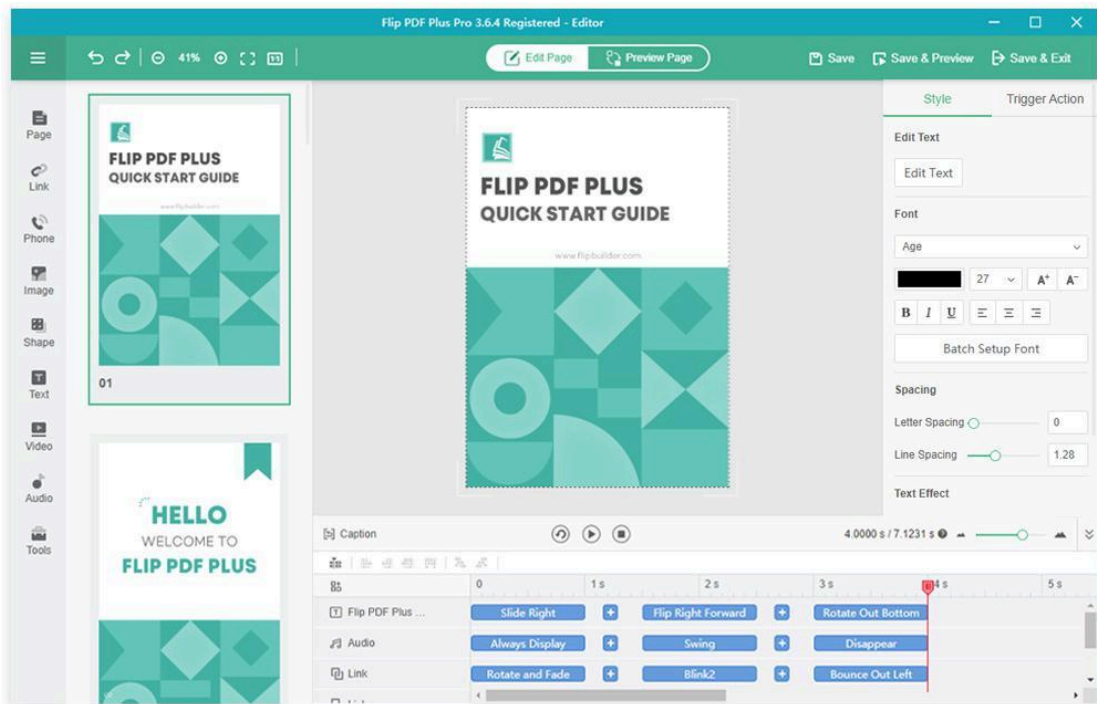 Flip PDF Plus Pro 3.6.4 Registered - Editor
41%
1:1
Edit Page
Preview Page
Save
Save & Preview
Save & Exit
Page
Link
Phone
Image
Shape
Text
Video
Audio
Tools
FLIP PDF PLUS
QUICK START GUIDE
www.flipbuilder.com
01
HELLO
WELCOME TO
FLIP PDF PLUS
FLIP PDF PLUS
QUICK START GUIDE
www.flipbuilder.com
Style
Trigger Action
Edit Text
Edit Text
Font
Age
27
A+
A-
B I U
Batch Setup Font
Spacing
Letter Spacing
0
Line Spacing
1.28
Text Effect
Caption
4.0000 s / 7.1231 s
0
1 s
2 s
3 s
4 s
5 s
Flip PDF Plus ...
Slide Right
+
Flip Right Forward
+
Rotate Out Bottom
Audio
Always Display
+
Swing
+
Disappear
Link
Rotate and Fade
+
Blink2
+
Bounce Out Left